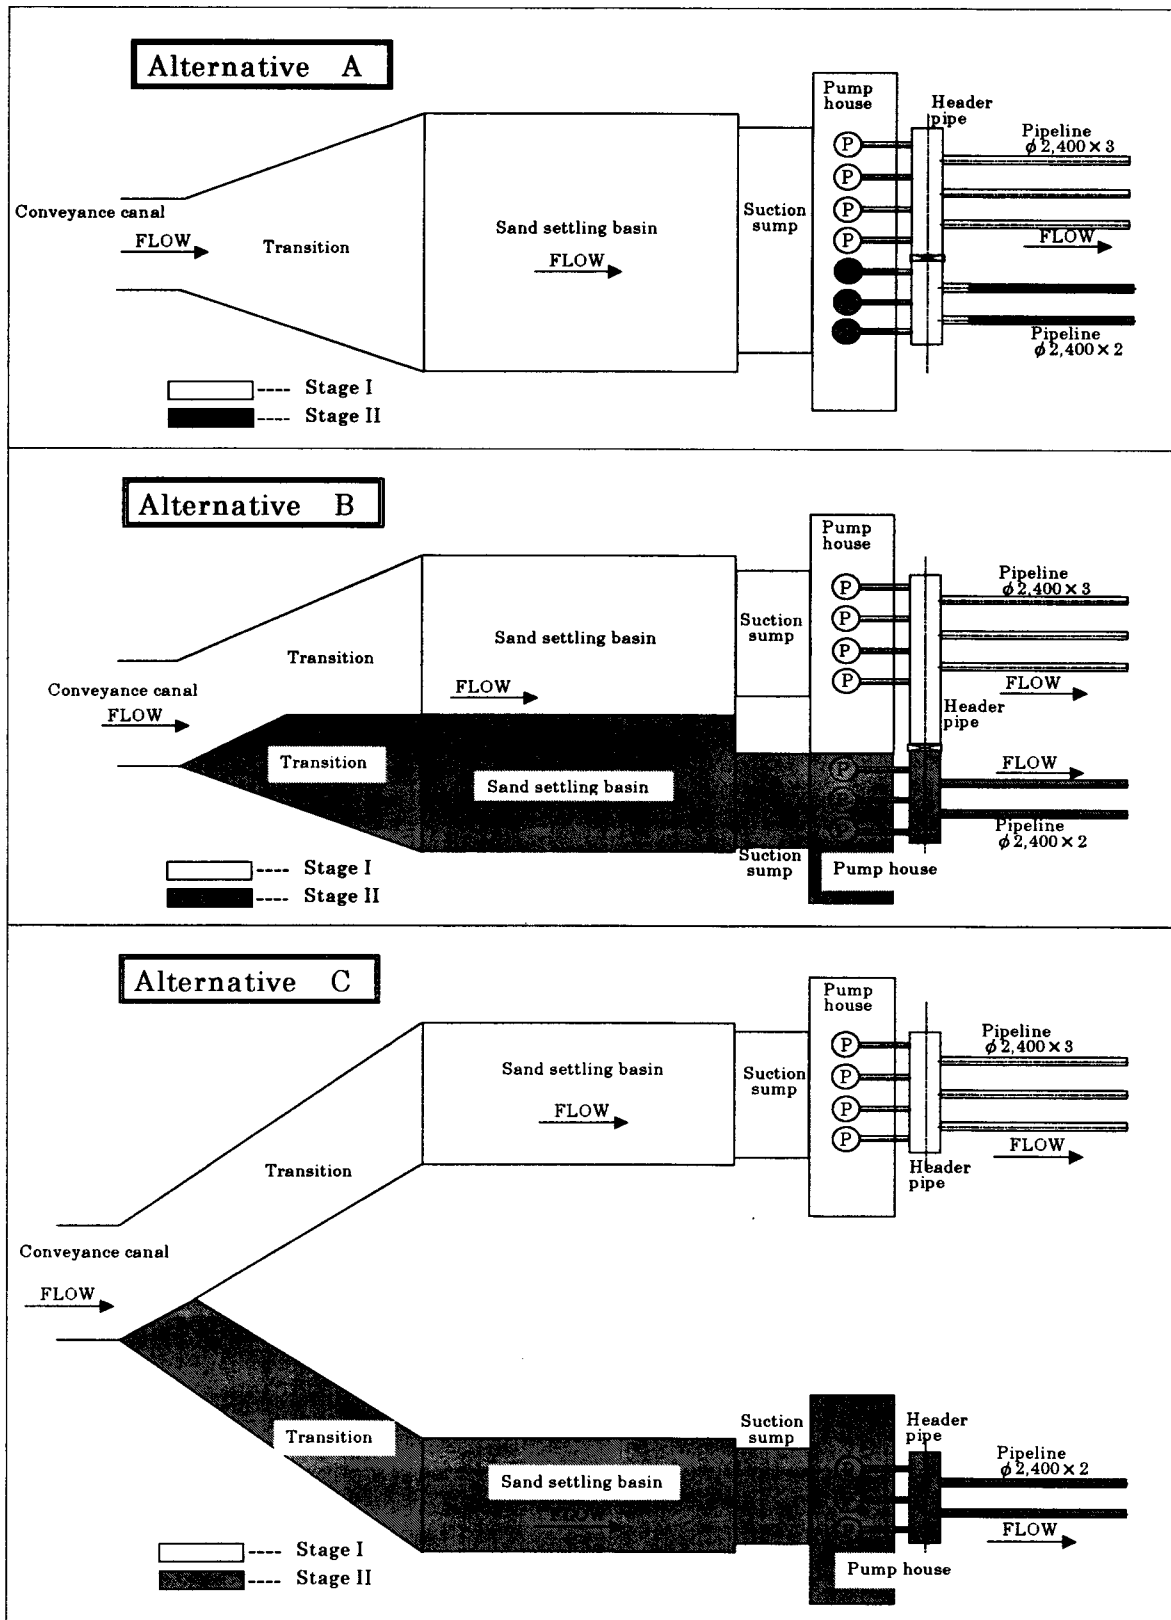 Alternative A
Pump
house
Header
pipe
Pipeline
φ2,400×3
P
P
P
P
Conveyance canal
FLOW
Transition
Sand settling basin
FLOW
Suction
sump
FLOW
Pipeline
φ2,400×2
---- Stage I
---- Stage II
Alternative B
Pump
house
Pipeline
φ2,400×3
P
P
P
P
Sand settling basin
Suction
sump
Transition
Conveyance canal
FLOW
FLOW
FLOW
Header
pipe
Transition
Sand settling basin
P
P
P
FLOW
Pipeline
φ2,400×2
Suction
sump
Pump house
---- Stage I
---- Stage II
Alternative C
Pump
house
Pipeline
φ2,400×3
P
P
P
P
Sand settling basin
FLOW
Suction
sump
Transition
FLOW
Header
pipe
Conveyance canal
FLOW
Transition
Suction
sump
Header
pipe
Pipeline
φ2,400×2
Sand settling basin
FLOW
P
P
P
FLOW
Pump house
---- Stage I
---- Stage II